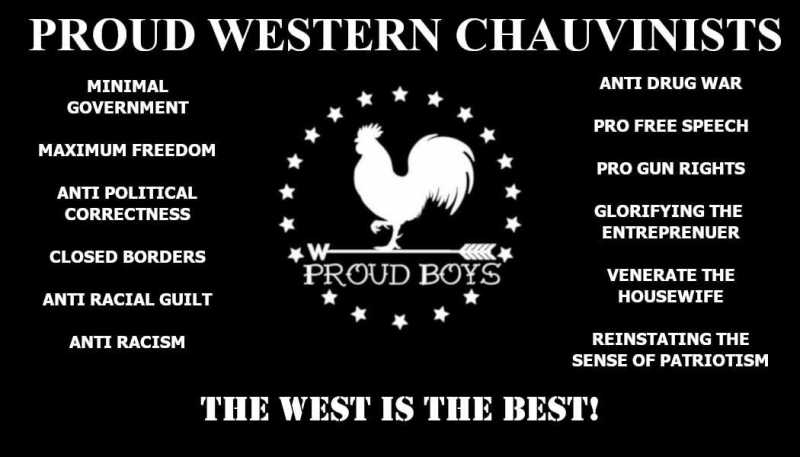 PROUD WESTERN CHAUVINISTS
MINIMAL
GOVERNMENT
MAXIMUM FREEDOM
ANTI POLITICAL
CORRECTNESS
CLOSED BORDERS
ANTI RACIAL GUILT
ANTI RACISM
W
PROUD BOYS
ANTI DRUG WAR
PRO FREE SPEECH
PRO GUN RIGHTS
GLORIFYING THE
ENTREPRENUER
VENERATE THE
HOUSEWIFE
REINSTATING THE
SENSE OF PATRIOTISM
THE WEST IS THE BEST!